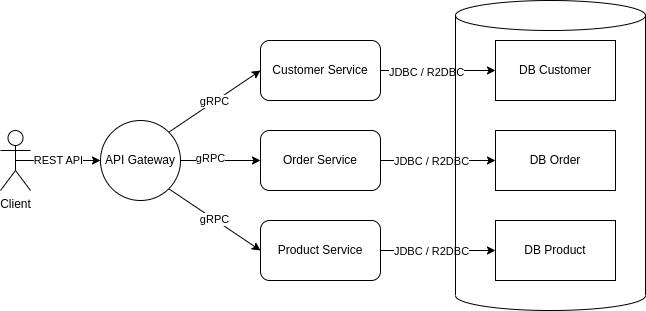 Customer Service
JDBC / R2DBC
DB Customer
gRPC
Client
REST API
API Gateway
gRPC
Order Service
JDBC / R2DBC
DB Order
gRPC
Product Service
JDBC / R2DBC
DB Product